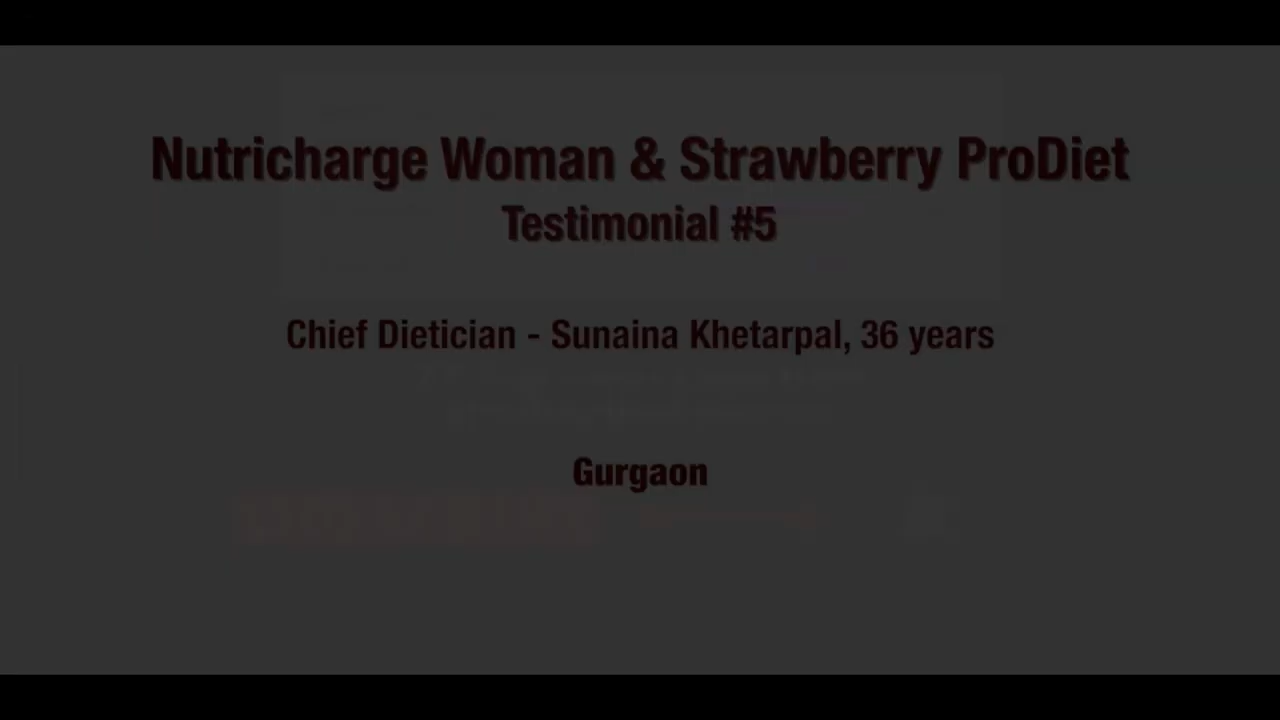 Nutricharge Woman & Strawberry ProDiet
Testimonial #5
Chief Dietician - Sunaina Khetarpal, 36 years
Gurgaon